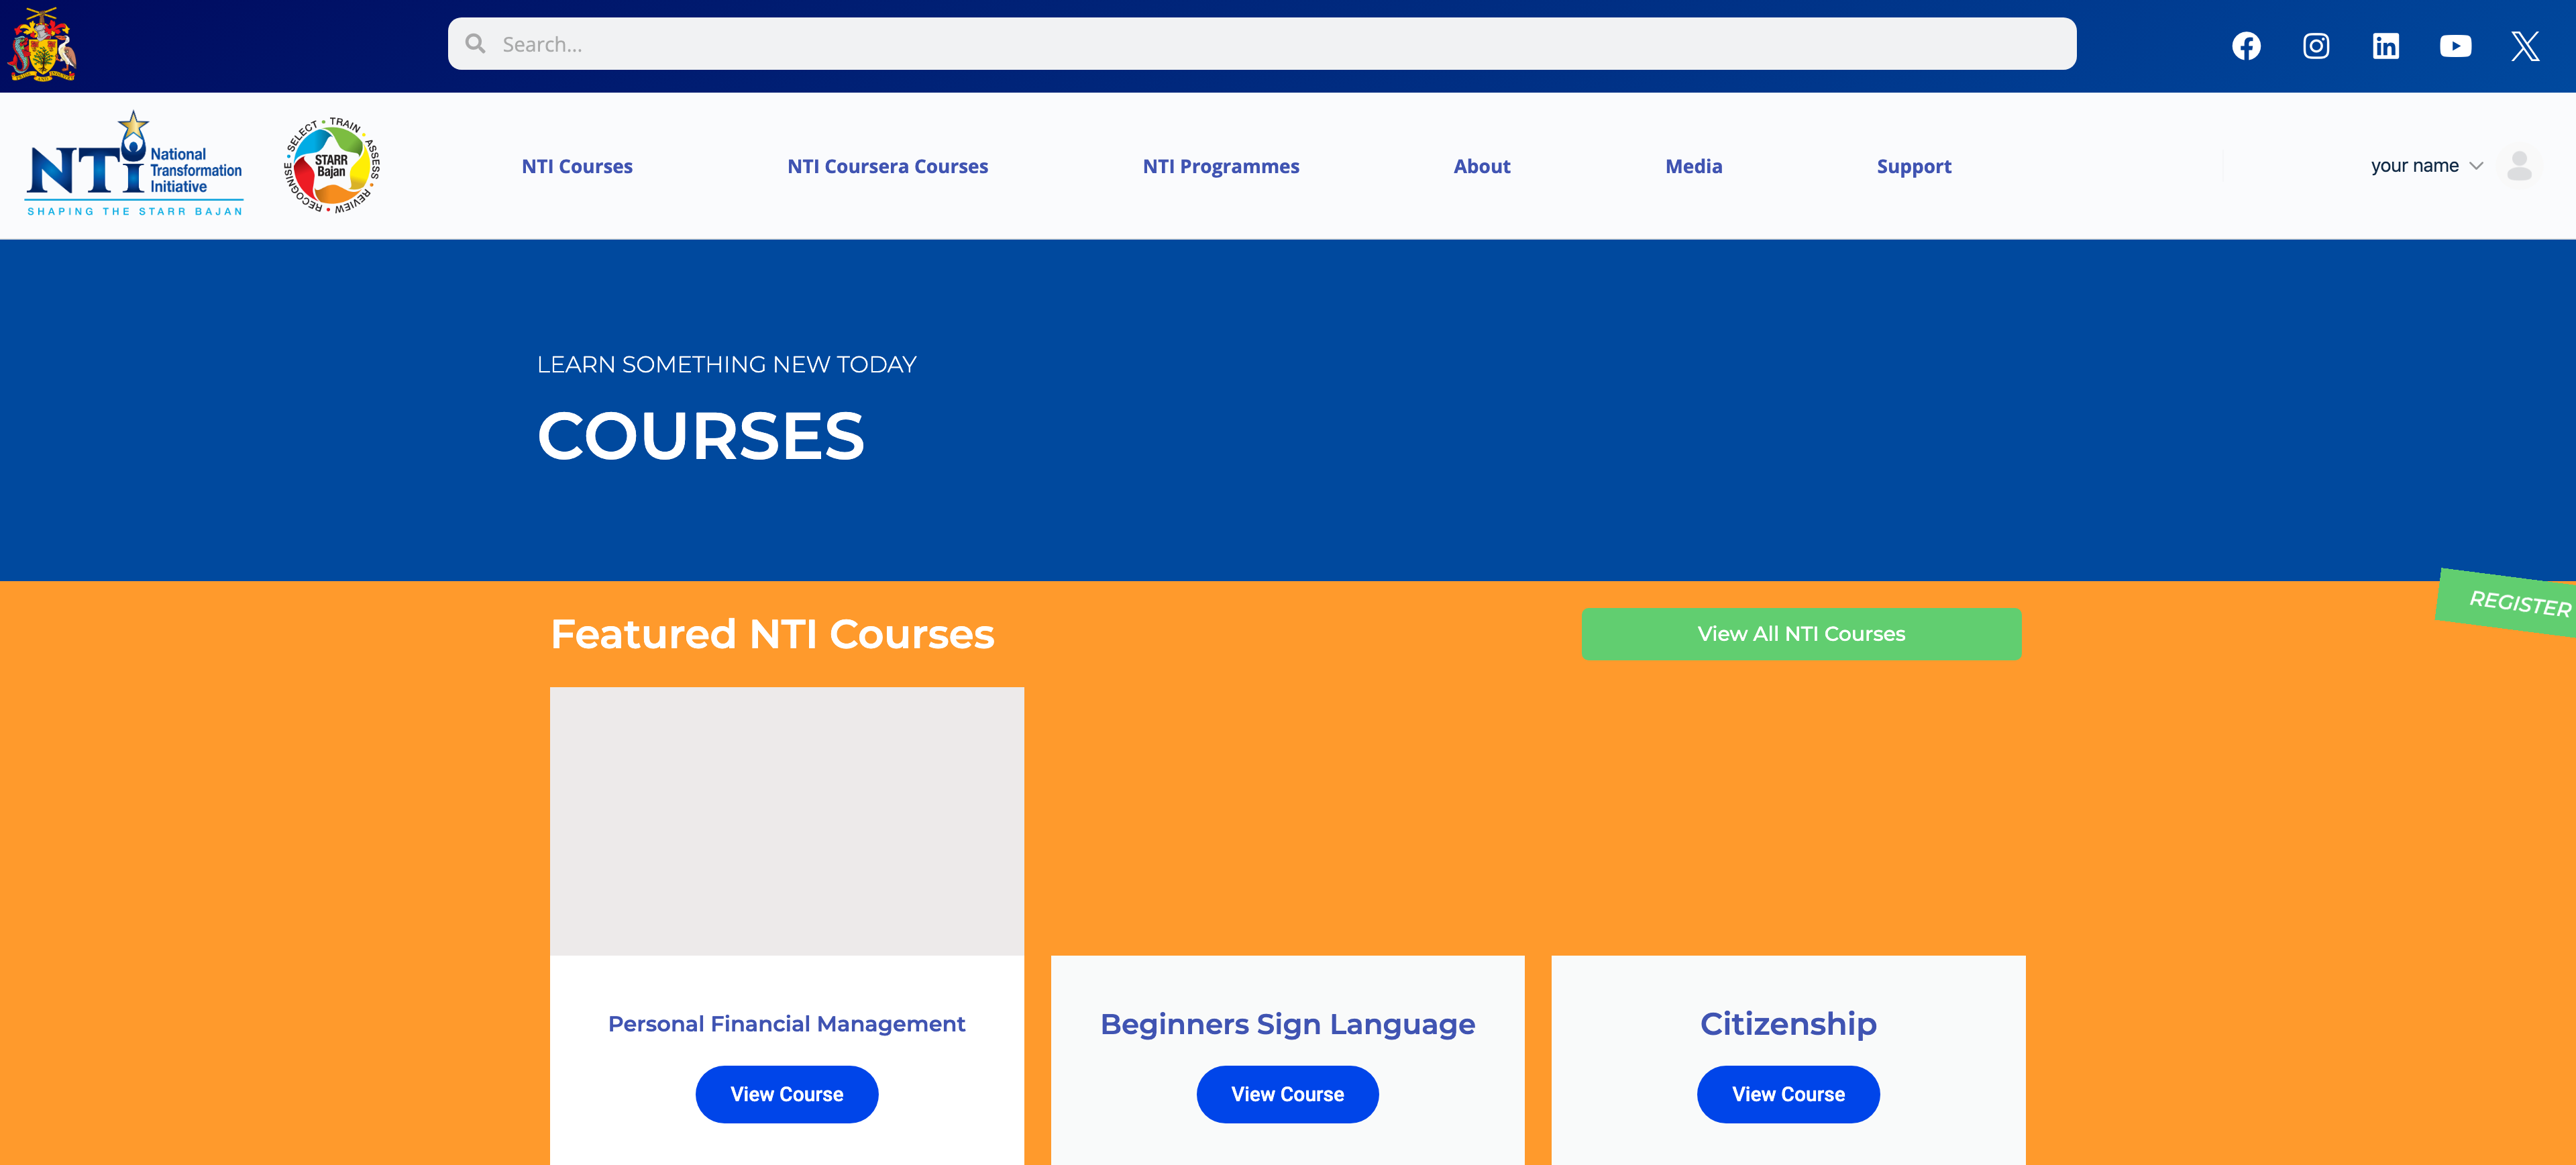 Search...
NTI National
Transformation
Initiative
SHAPING THE STARR BAJAN
SELECT • TRAIN • ASSESS • REVIEW • RECOGNISE •
STARR
Bajan
NTI Courses
NTI Coursera Courses
NTI Programmes
About
Media
Support
your name
LEARN SOMETHING NEW TODAY
COURSES
REGISTER
Featured NTI Courses
View All NTI Courses
Personal Financial Management
View Course
Beginners Sign Language
View Course
Citizenship
View Course